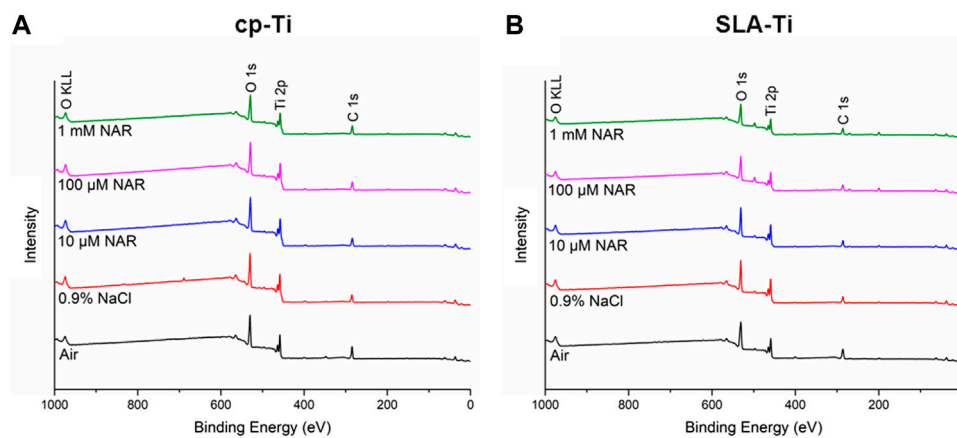 A
cp-Ti
O KLL
O 1s
Ti 2p
C 1s
1 mM NAR
100 µM NAR
10 µM NAR
0.9% NaCl
Air
Intensity
1000
800
600
400
200
0
Binding Energy (eV)
B
SLA-Ti
O KLL
O 1s
Ti 2p
C 1s
1 mM NAR
100 µM NAR
10 µM NAR
0.9% NaCl
Air
Intensity
1000
800
600
400
200
Binding Energy (eV)